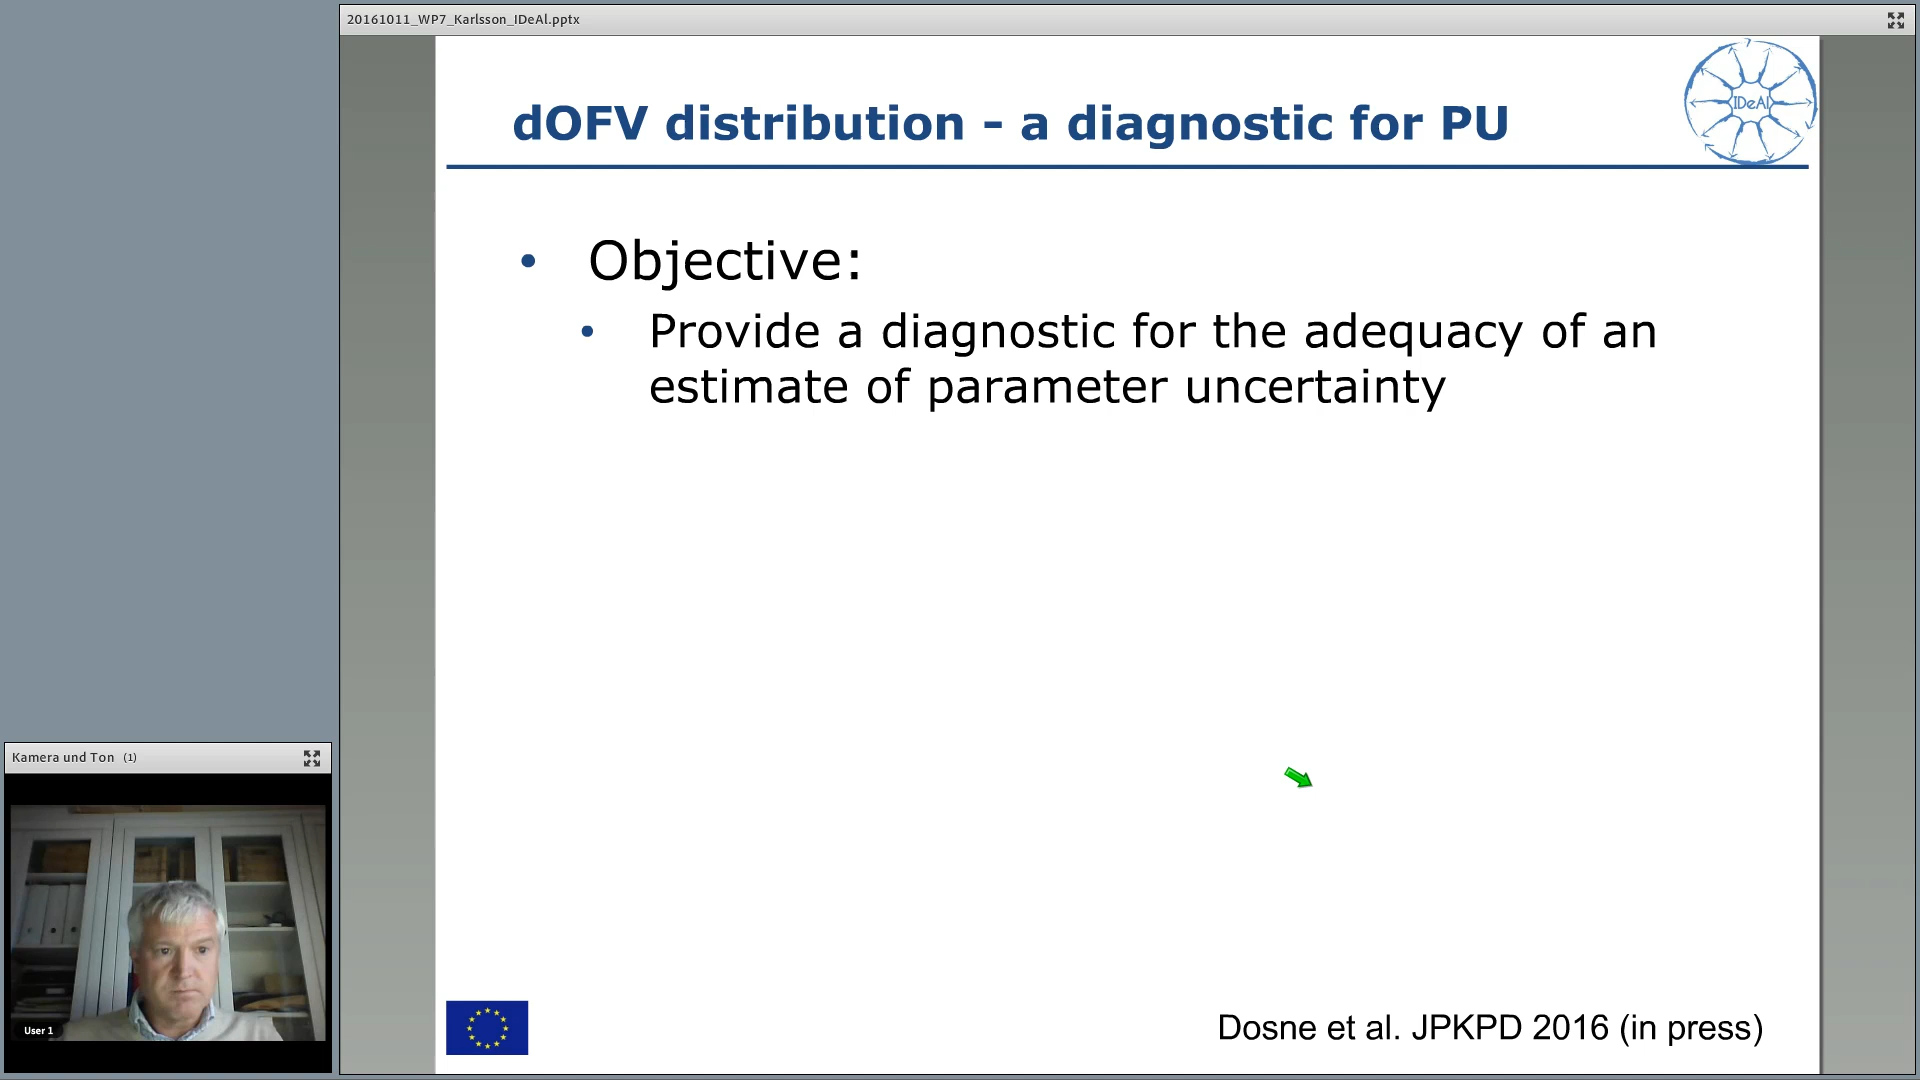 20161011_WP7_Karlsson_IDeAl.pptx
dOFV distribution - a diagnostic for PU
IDeAl
• Objective:
• Provide a diagnostic for the adequacy of an
estimate of parameter uncertainty
Kamera und Ton (1)
User 1
Dosne et al. JPKPD 2016 (in press)